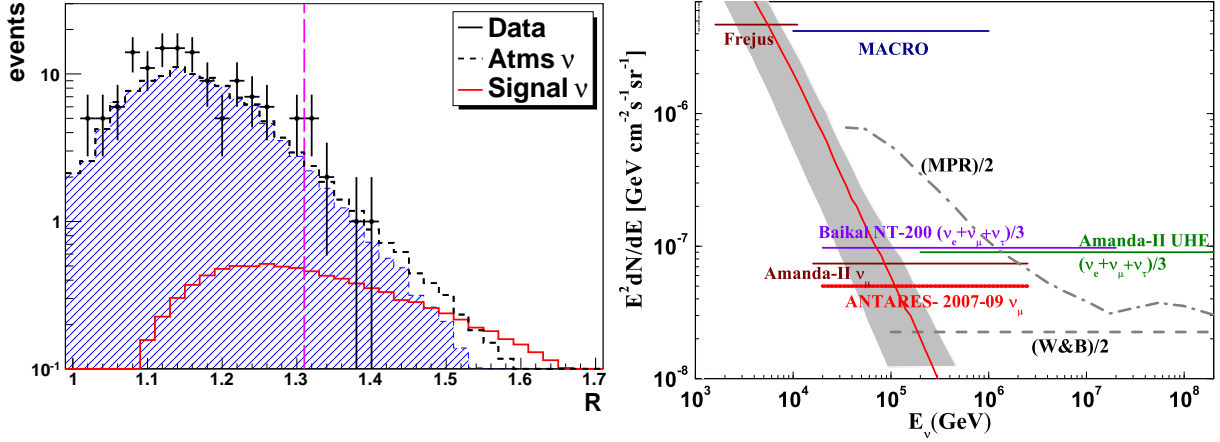 events
10
1
10-1
Data
Atms ν
Signal ν
1 1.1 1.2 1.3 1.4 1.5 1.6 1.7
R
E2dN/dE [GeV cm-2s-1sr-1]
10-6
10-7
10-8
Frejus
MACRO
(MPR)/2
Baikal NT-200 (νe+νμ+ντ)/3
Amanda-II UHE
(νe+νμ+ντ)/3
Amanda-II νμ
ANTARES- 2007-09 νμ
(W&B)/2
103 104 105 106 107 108
Eν(GeV)